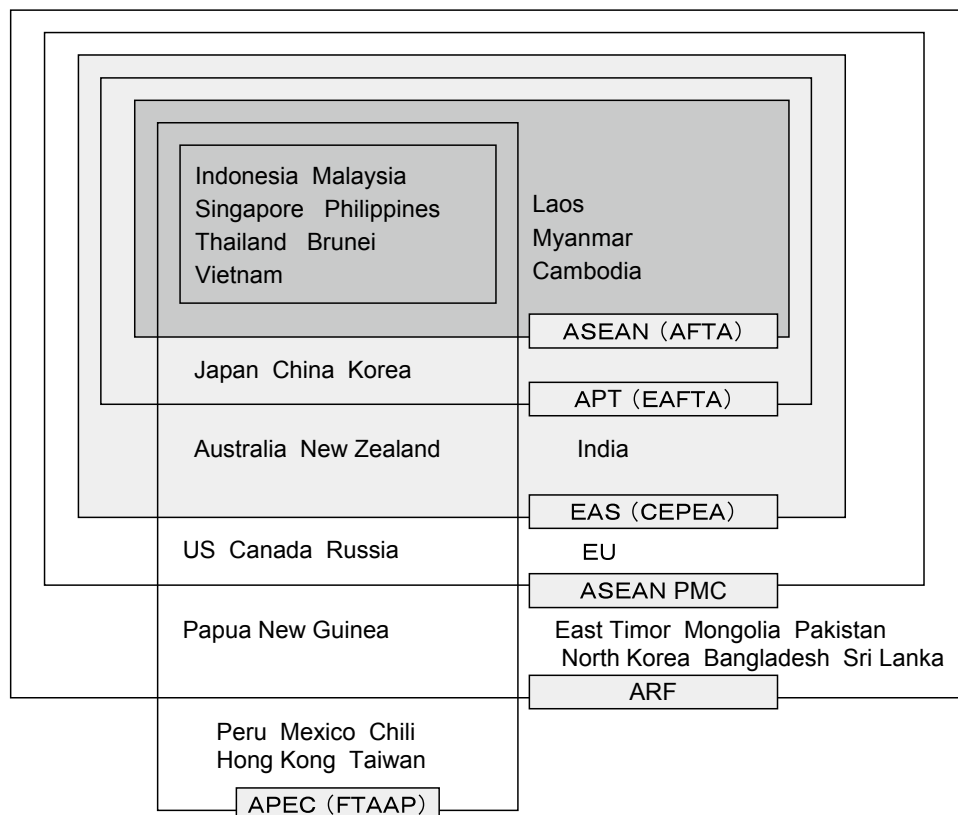 Indonesia Malaysia
Singapore Philippines
Thailand Brunei
Vietnam
Laos
Myanmar
Cambodia
ASEAN (AFTA)
Japan China Korea
APT (EAFTA)
Australia New Zealand
India
EAS (CEPEA)
US Canada Russia
EU
ASEAN PMC
Papua New Guinea
East Timor Mongolia Pakistan
North Korea Bangladesh Sri Lanka
ARF
Peru Mexico Chili
Hong Kong Taiwan
APEC (FTAAP)